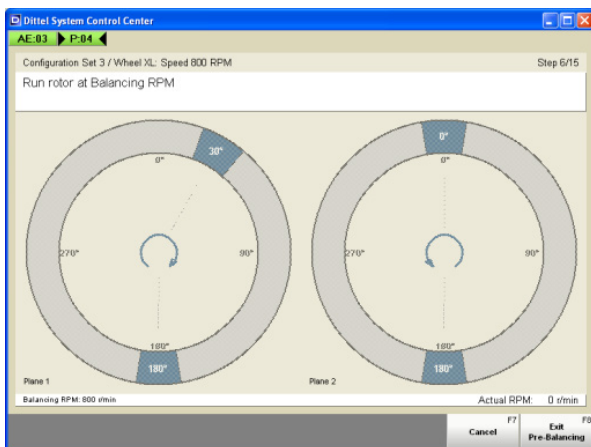 Dittel System Control Center
AE:03 P:04
Configuration Set 3 / Wheel XL: Speed 800 RPM Step 6/15
Run rotor at Balancing RPM
30° 0°
0° 0°
270° 90° 270° 90°
180° 180°
180° 180°
Plane 1 Plane 2
Balancing RPM: 800 r/min Actual RPM: 0 r/min
F7 F8
Cancel Exit
Pre-Balancing